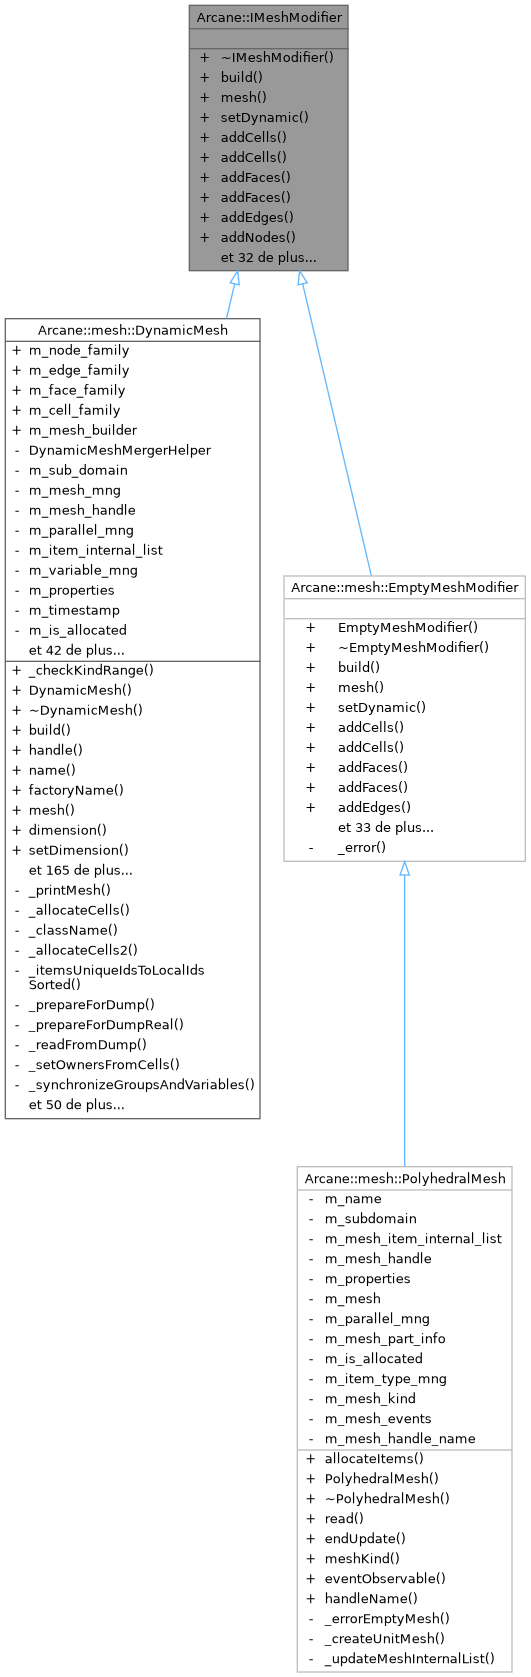 Arcane::IMeshModifier
+ ~IMeshModifier()
+ build()
+ mesh()
+ setDynamic()
+ addCells()
+ addCells()
+ addFaces()
+ addFaces()
+ addEdges()
+ addNodes()
et 32 de plus...
Arcane::mesh::DynamicMesh
+ m_node_family
+ m_edge_family
+ m_face_family
+ m_cell_family
+ m_mesh_builder
- DynamicMeshMergerHelper
- m_sub_domain
- m_mesh_mng
- m_mesh_handle
- m_parallel_mng
- m_item_internal_list
- m_variable_mng
- m_properties
- m_timestamp
- m_is_allocated
et 42 de plus...
+ _checkKindRange()
+ DynamicMesh()
+ ~DynamicMesh()
+ build()
+ handle()
+ name()
+ factoryName()
+ mesh()
+ dimension()
+ setDimension()
et 165 de plus...
- _printMesh()
- _allocateCells()
- _className()
- _allocateCells2()
- _itemsUniqueIdsToLocalIds
Sorted()
- _prepareForDump()
- _prepareForDumpReal()
- _readFromDump()
- _setOwnersFromCells()
- _synchronizeGroupsAndVariables()
et 50 de plus...
Arcane::mesh::EmptyMeshModifier
+ EmptyMeshModifier()
+ ~EmptyMeshModifier()
+ build()
+ mesh()
+ setDynamic()
+ addCells()
+ addCells()
+ addFaces()
+ addFaces()
+ addEdges()
et 33 de plus...
- _error()
Arcane::mesh::PolyhedralMesh
- m_name
- m_subdomain
- m_mesh_item_internal_list
- m_mesh_handle
- m_properties
- m_mesh
- m_parallel_mng
- m_mesh_part_info
- m_is_allocated
- m_item_type_mng
- m_mesh_kind
- m_mesh_events
- m_mesh_handle_name
+ allocateItems()
+ PolyhedralMesh()
+ ~PolyhedralMesh()
+ read()
+ endUpdate()
+ meshKind()
+ eventObservable()
+ handleName()
- _errorEmptyMesh()
- _createUnitMesh()
- _updateMeshInternalList()